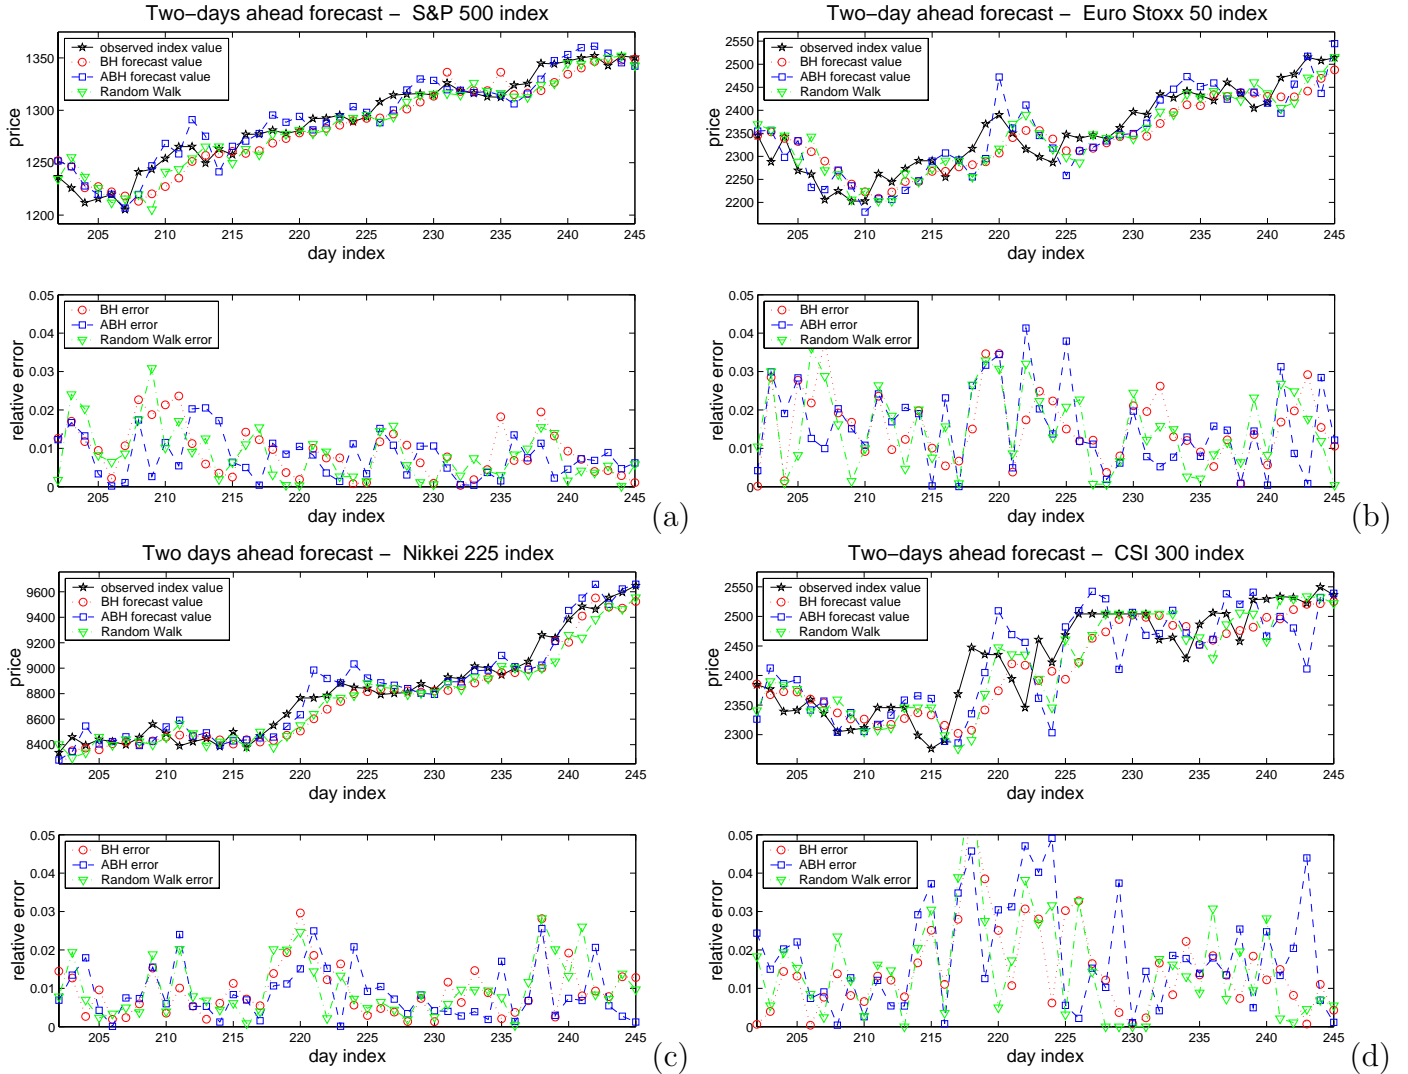 Two−days ahead forecast −  S&P 500 index
price
1350
1300
1250
1200
observed index value
BH forecast value
ABH forecast value
Random Walk
205 210 215 220 225 230 235 240 245
day index
relative error
0.05
0.04
0.03
0.02
0.01
0
BH error
ABH error
Random Walk error
205 210 215 220 225 230 235 240 245
day index
(a)
Two−day ahead forecast −  Euro Stoxx 50 index
price
2550
2500
2450
2400
2350
2300
2250
2200
observed index value
BH forecast value
ABH forecast value
Random Walk
205 210 215 220 225 230 235 240 245
day index
relative error
0.05
0.04
0.03
0.02
0.01
0
BH error
ABH error
Random Walk error
205 210 215 220 225 230 235 240 245
day index
(b)
Two days ahead forecast −  Nikkei 225 index
price
9600
9400
9200
9000
8800
8600
8400
observed index value
BH forecast value
ABH forecast value
Random Walk
205 210 215 220 225 230 235 240 245
day index
relative error
0.05
0.04
0.03
0.02
0.01
0
BH error
ABH error
Random Walk error
205 210 215 220 225 230 235 240 245
day index
(c)
Two−days ahead forecast −  CSI 300 index
price
2550
2500
2450
2400
2350
2300
observed index value
BH forecast value
ABH forecast value
Random Walk
205 210 215 220 225 230 235 240 245
day index
relative error
0.05
0.04
0.03
0.02
0.01
0
BH error
ABH error
Random Walk error
205 210 215 220 225 230 235 240 245
day index
(d)